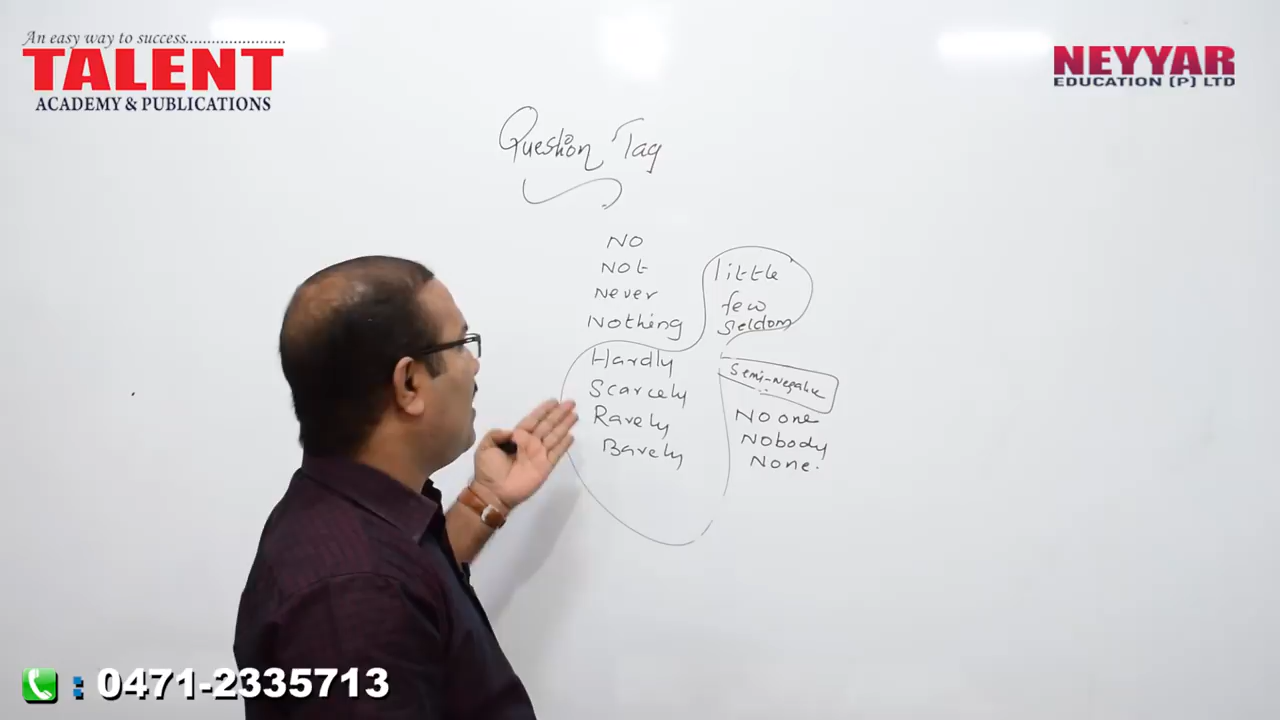 An easy way to success.......................
TALENT
ACADEMY & PUBLICATIONS
NEYYAR
EDUCATION (P) LTD
Question Tag
No
Not
Never
Nothing
Hardly
Scarcely
Rarely
Barely
little
few
Seldom
Semi-Negative
No one
Nobody
None.
: 0471-2335713